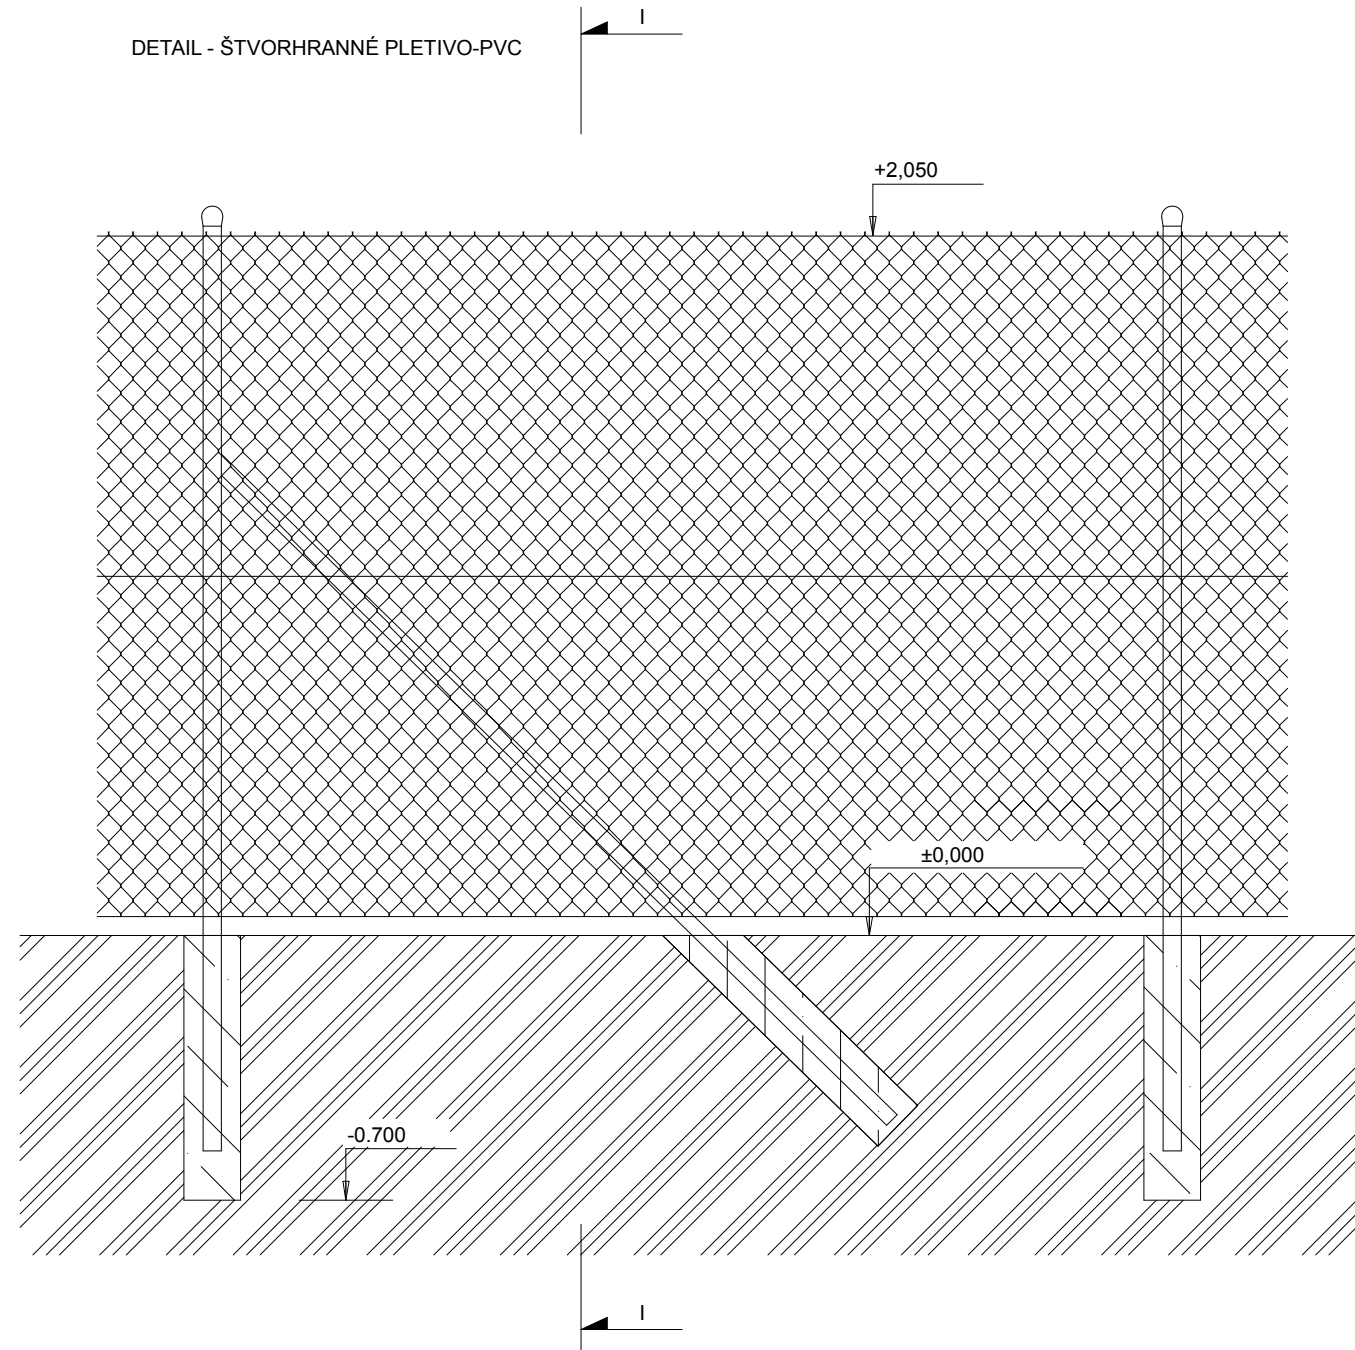 I
DETAIL - ŠTVORHRANNÉ PLETIVO-PVC
+2,050
±0,000
-0.700
I